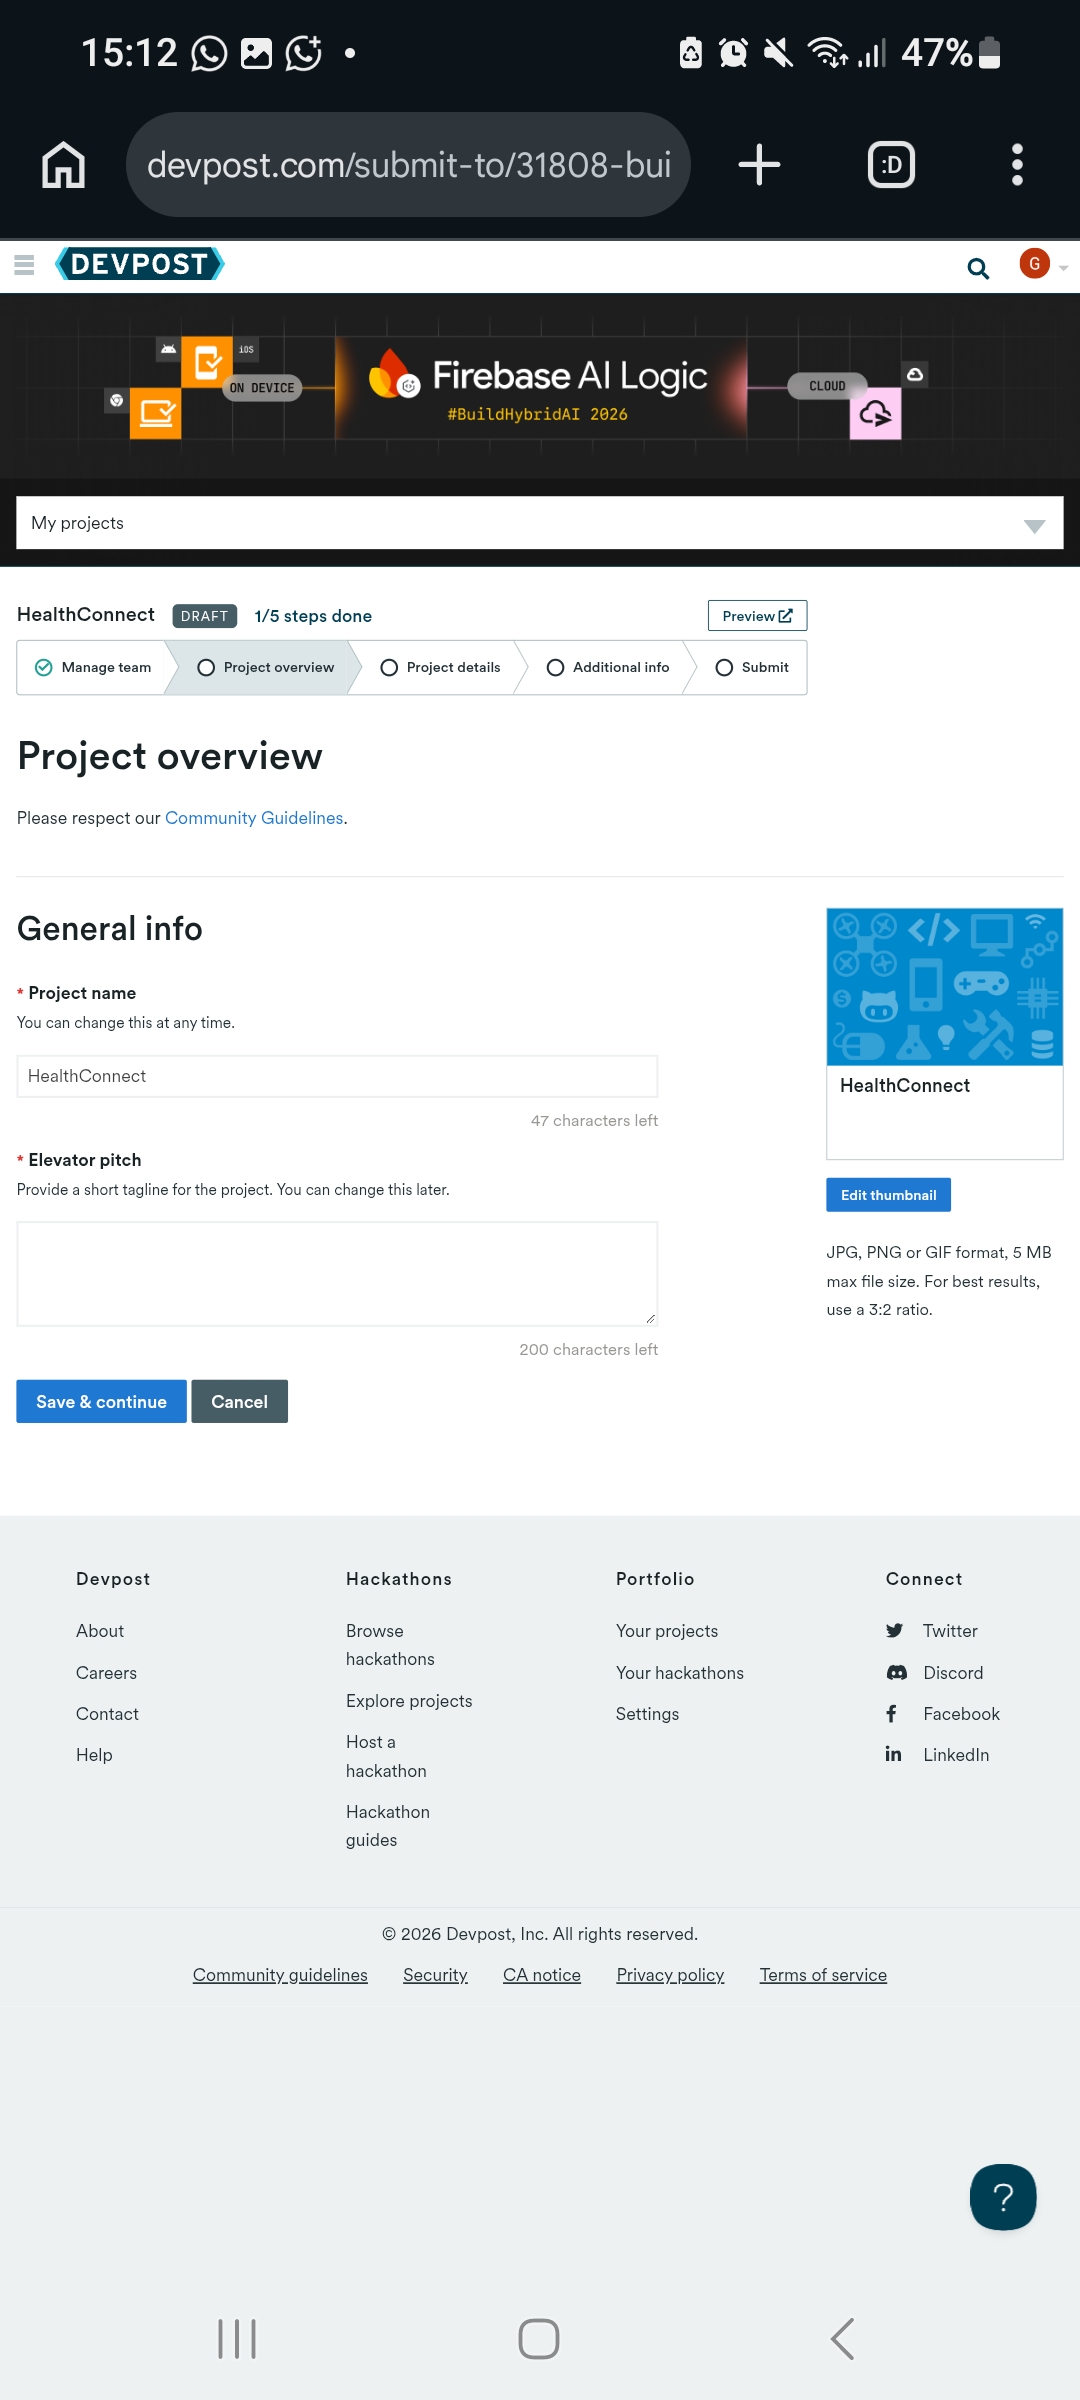 15:12
47%
devpost.com/submit-to/31808-bui
:D
DEVPOST
G
iOS
ON DEVICE
Firebase AI Logic
#BuildHybridAI 2026
CLOUD
My projects
HealthConnect DRAFT 1/5 steps done Preview
Manage team Project overview Project details Additional info Submit
Project overview
Please respect our Community Guidelines.
General info
* Project name
You can change this at any time.
HealthConnect
47 characters left
* Elevator pitch
Provide a short tagline for the project. You can change this later.
200 characters left
Save & continue Cancel
</>
HealthConnect
Edit thumbnail
JPG, PNG or GIF format, 5 MB
max file size. For best results,
use a 3:2 ratio.
Devpost
About
Careers
Contact
Help
Hackathons
Browse
hackathons
Explore projects
Host a
hackathon
Hackathon
guides
Portfolio
Your projects
Your hackathons
Settings
Connect
Twitter
Discord
Facebook
LinkedIn
© 2026 Devpost, Inc. All rights reserved.
Community guidelines Security CA notice Privacy policy Terms of service
?